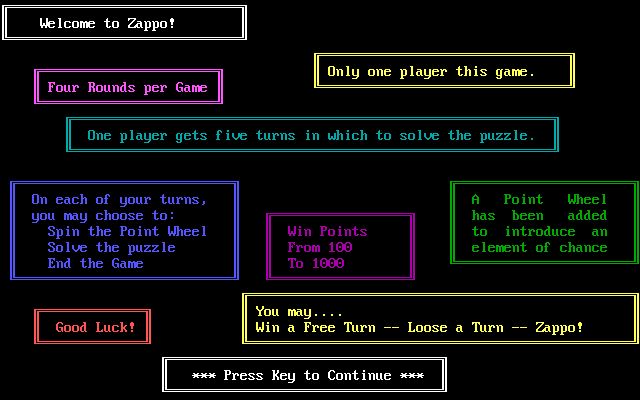 Welcome to Zappo!
Only one player this game.
Four Rounds per Game
One player gets five turns in which to solve the puzzle.
On each of your turns,
you may choose to:
Spin the Point Wheel
Solve the puzzle
End the Game
Win Points
From 100
To 1000
A Point Wheel
has been added
to introduce an
element of chance
Good Luck!
You may....
Win a Free Turn -- Loose a Turn -- Zappo!
*** Press Key to Continue ***